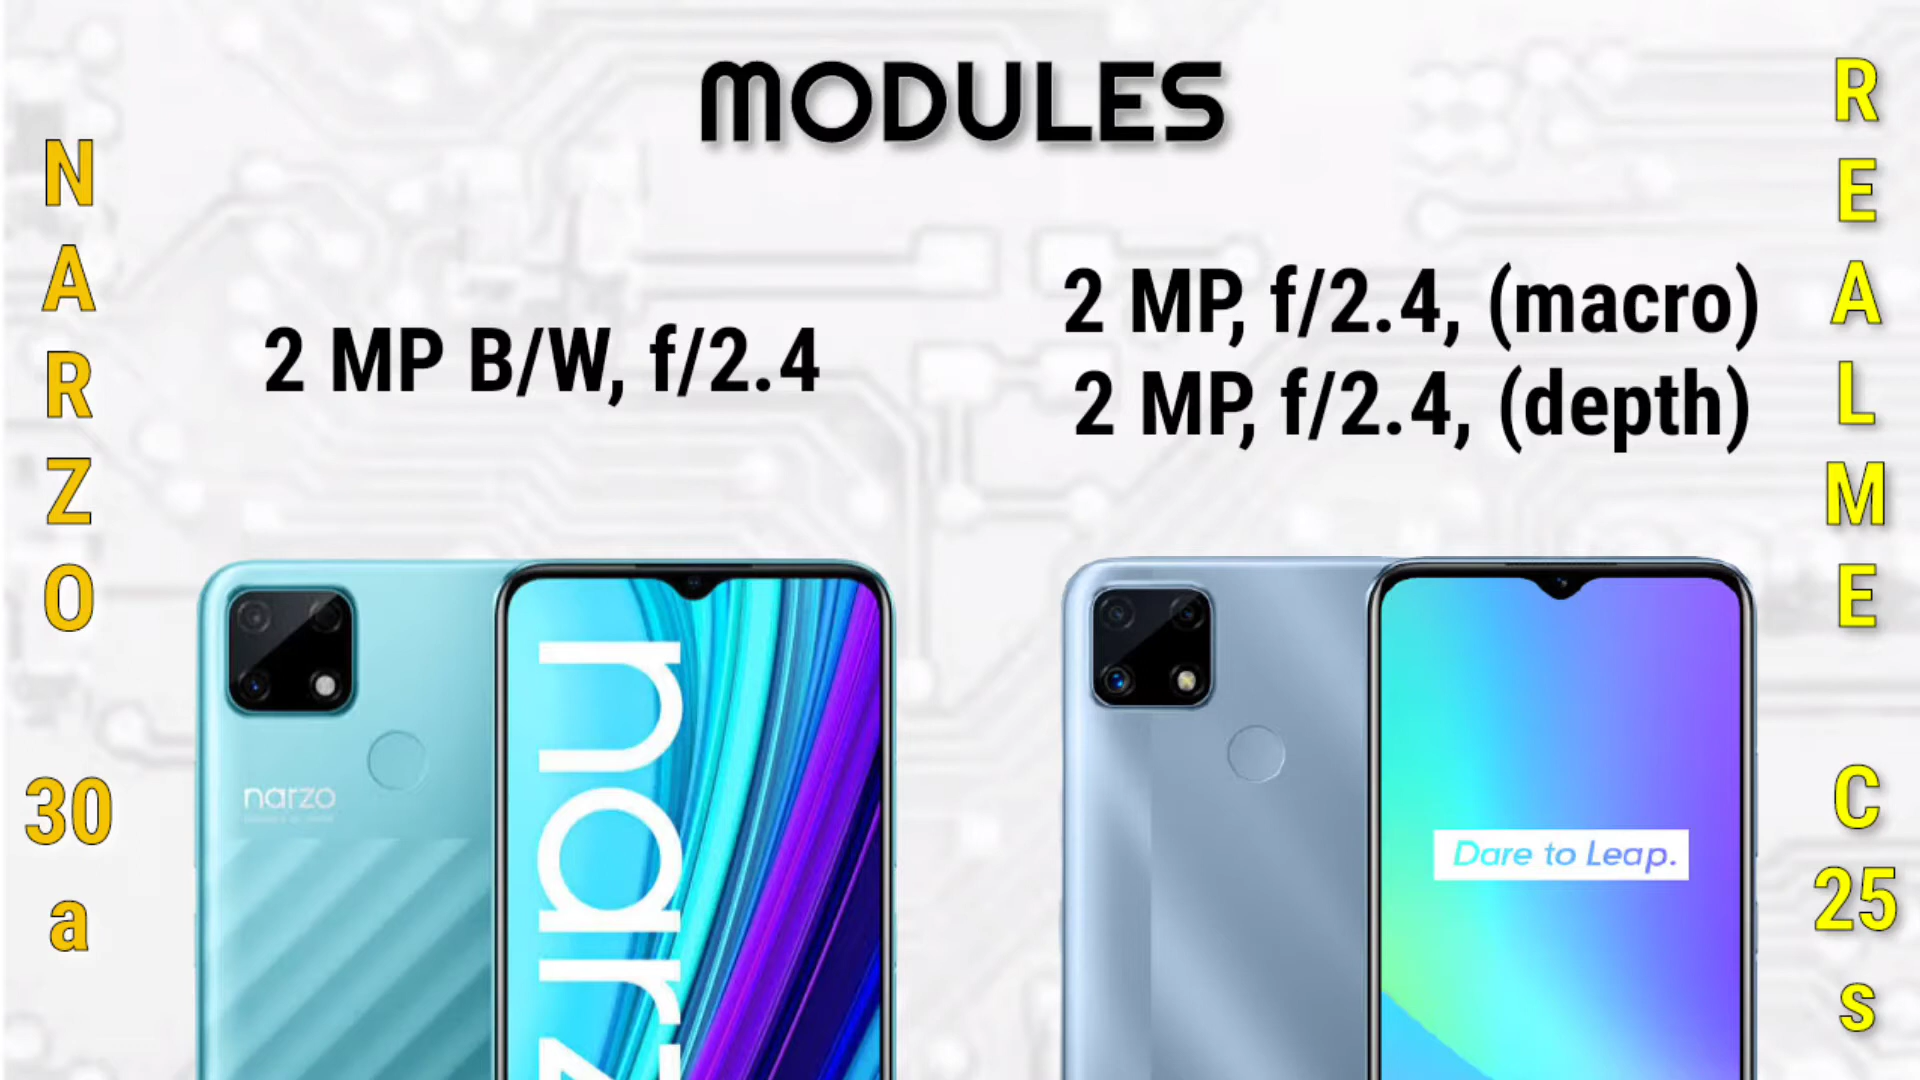 MODULES
NARZO
30
a
2 MP B/W, f/2.4
2 MP, f/2.4, (macro)
2 MP, f/2.4, (depth)
REALME
C
25
s
narzo
narz
Dare to Leap.